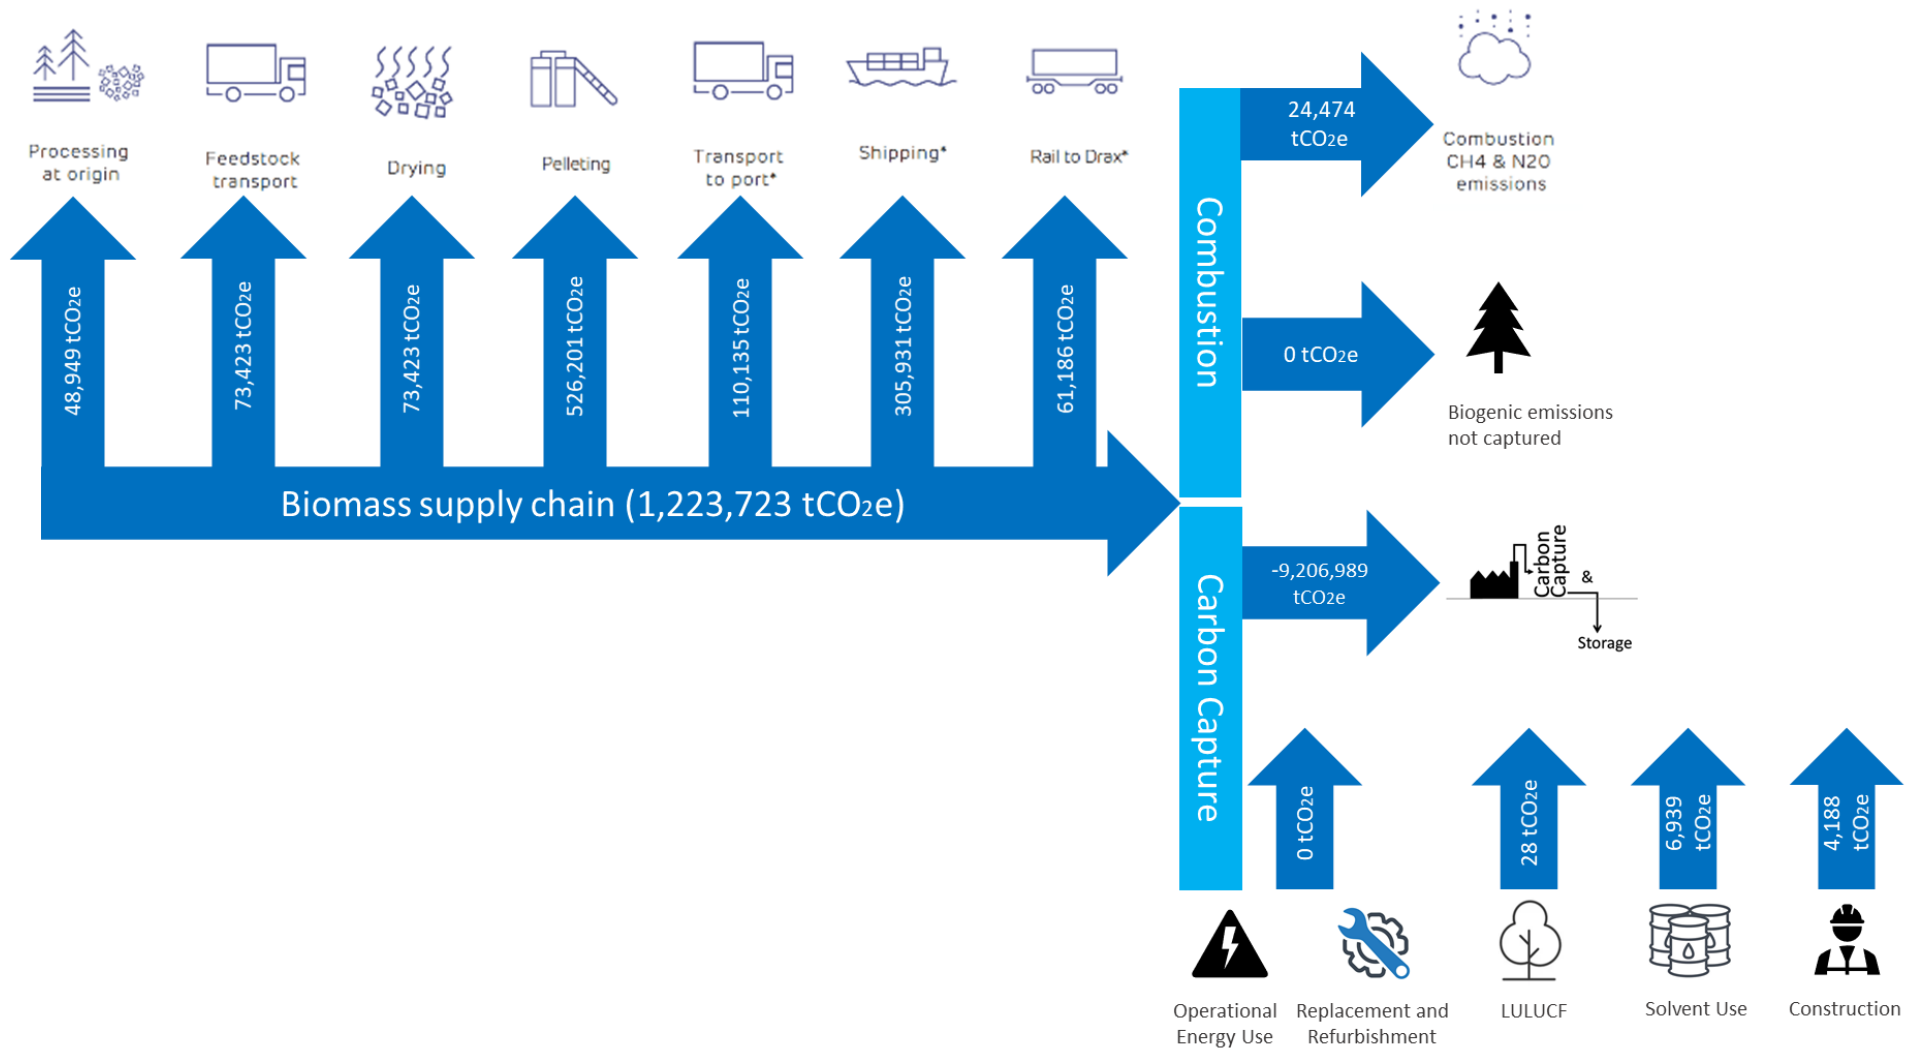 Processing
at origin
Feedstock
transport
Drying
Pelleting
Transport
to port*
Shipping*
Rail to Drax*
48,949 tCO2e
73,423 tCO2e
73,423 tCO2e
526,201 tCO2e
110,135 tCO2e
305,931 tCO2e
61,186 tCO2e
Biomass supply chain (1,223,723 tCO2e)
Combustion
24,474
tCO2e
Combustion
CH4 & N2O
emissions
0 tCO2e
Biogenic emissions
not captured
Carbon Capture
-9,206,989
tCO2e
Carbon
Capture
&
Storage
0 tCO2e
28 tCO2e
6,939
tCO2e
4,188
tCO2e
Operational
Energy Use
Replacement and
Refurbishment
LULUCF
Solvent Use
Construction